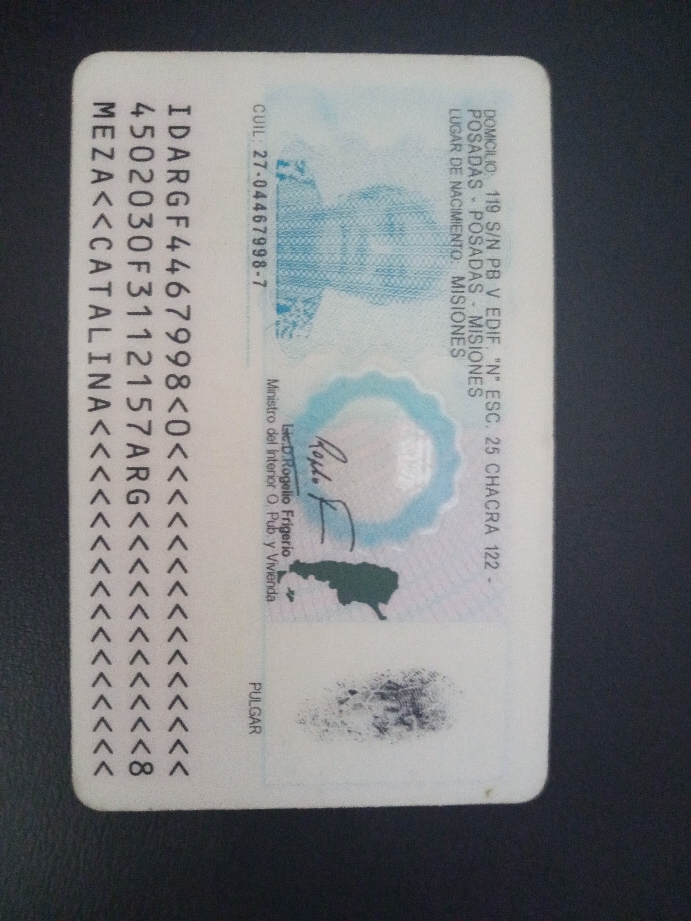 DOMICILIO: 119 S/N PB V EDIF. "N" ESC. 25 CHACRA 122 -
POSADAS - POSADAS - MISIONES
LUGAR DE NACIMIENTO: MISIONES
CUIL: 27-04467998-7
Lic.D.Rogelio Frigerio
Ministro del Interior O. Pub. y Vivienda
PULGAR
IDARGF4467998<0<<<<<<<<<<<<<<<
4502030F3112157ARG<<<<<<<<<<<8
MEZA<<CATALINA<<<<<<<<<<<<<<<<